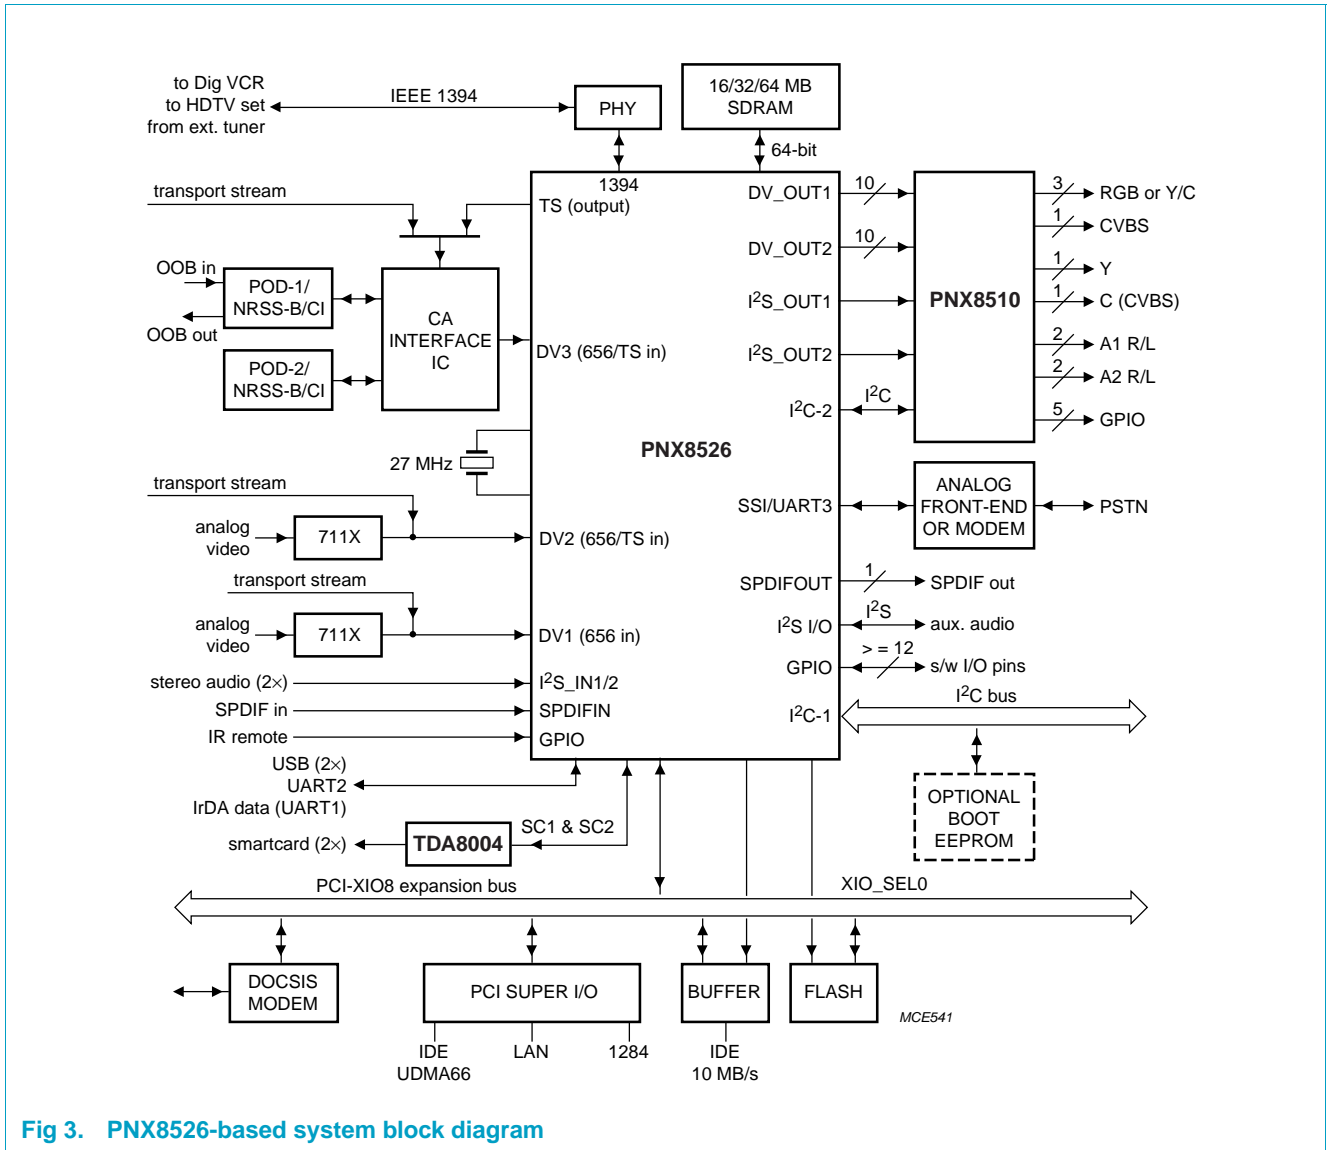 to Dig VCR
to HDTV set
from ext. tuner
IEEE 1394
PHY
16/32/64 MB
SDRAM
64-bit
transport stream
1394
TS (output)
DV_OUT1
10
3
RGB or Y/C
1
CVBS
DV_OUT2
10
1
Y
OOB in
POD-1/
NRSS-B/CI
OOB out
CA
INTERFACE
IC
I2S_OUT1
PNX8510
1
C (CVBS)
DV3 (656/TS in)
I2S_OUT2
2
A1 R/L
POD-2/
NRSS-B/CI
2
A2 R/L
I2C-2
I2C
5
GPIO
PNX8526
27 MHz
transport stream
SSI/UART3
ANALOG
FRONT-END
OR MODEM
PSTN
analog
video
711X
DV2 (656/TS in)
transport stream
SPDIFOUT
1
SPDIF out
analog
video
711X
DV1 (656 in)
I2S I/O
I2S
aux. audio
GPIO
> = 12
s/w I/O pins
stereo audio (2×)
I2S_IN1/2
SPDIF in
SPDIFIN
IR remote
GPIO
I2C-1
I2C bus
USB (2×)
UART2
IrDA data (UART1)
OPTIONAL
BOOT
EEPROM
smartcard (2×)
TDA8004
SC1 & SC2
PCI-XIO8 expansion bus
XIO_SEL0
DOCSIS
MODEM
PCI SUPER I/O
BUFFER
FLASH
MCE541
IDE
UDMA66
LAN
1284
IDE
10 MB/s
Fig 3. PNX8526-based system block diagram